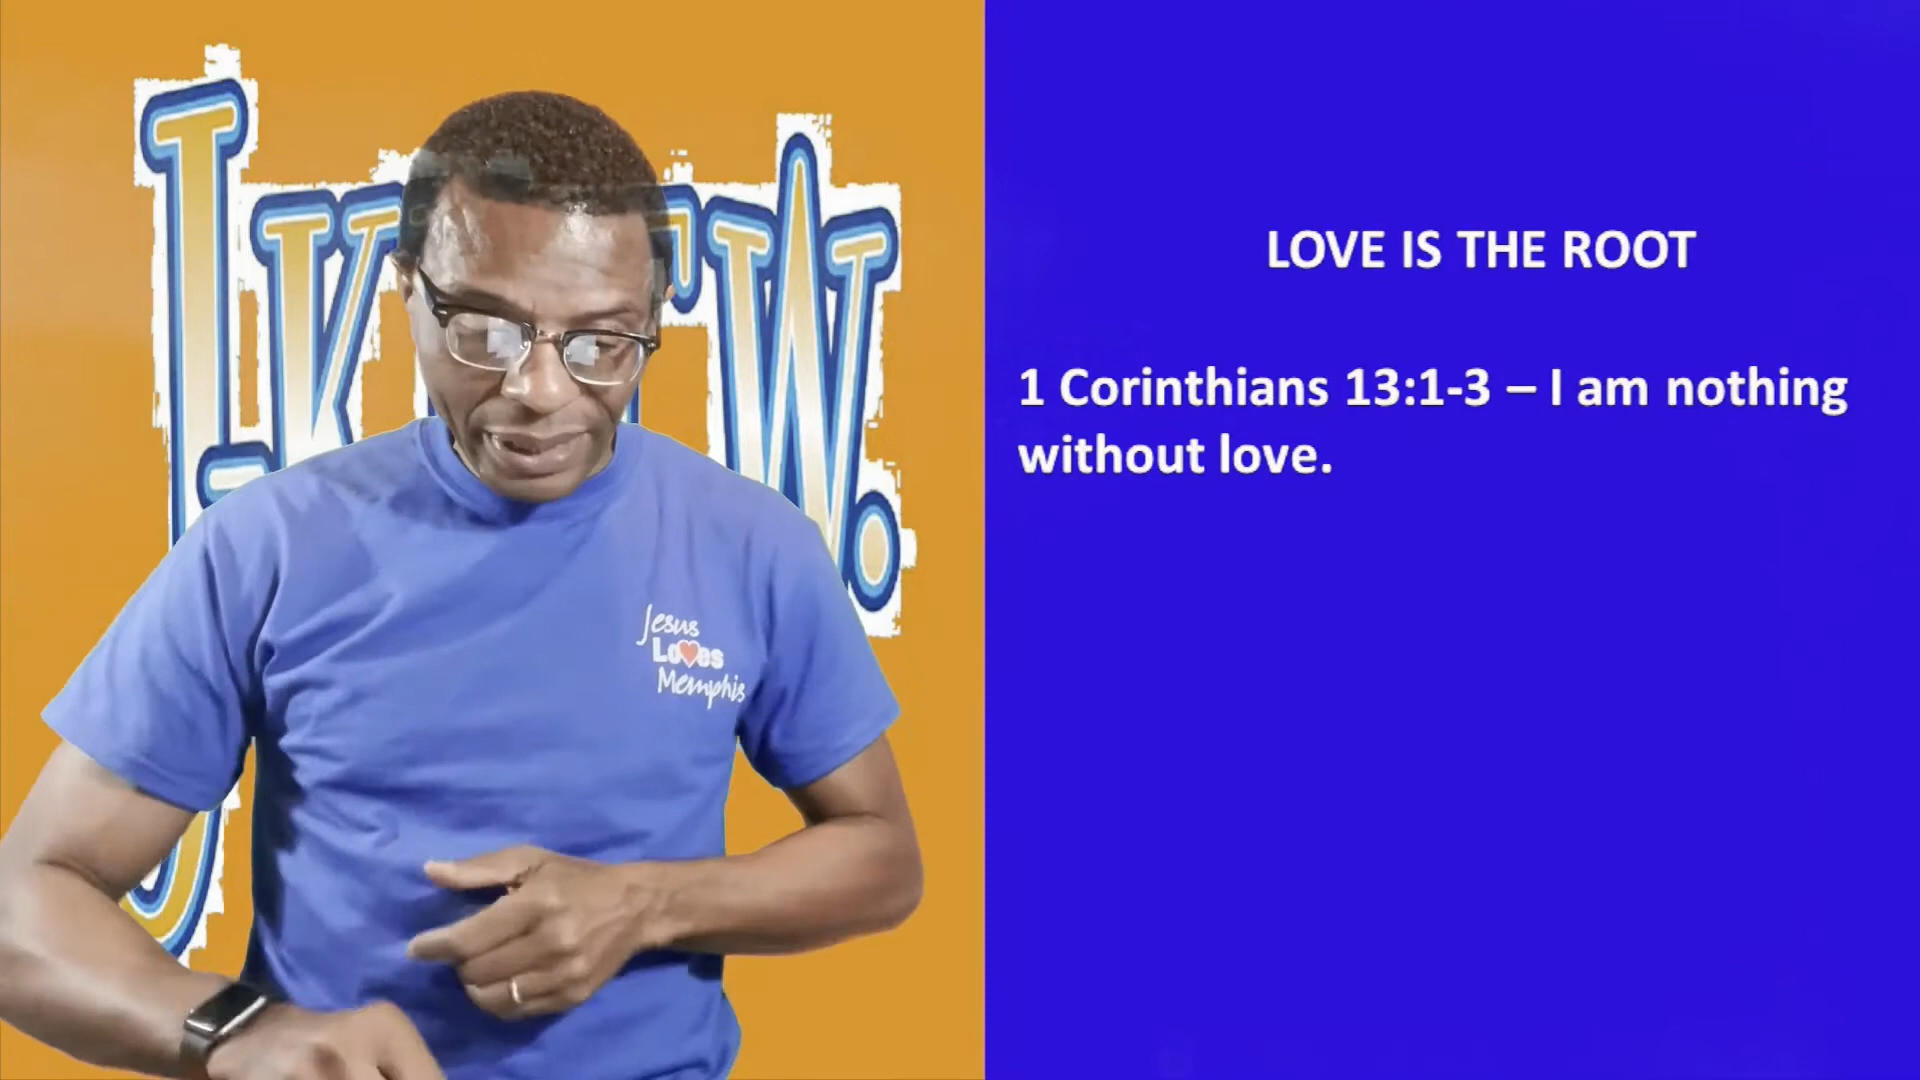 LOVE IS THE ROOT
1 Corinthians 13:1-3 – I am nothing
without love.
Jesus
Loves
Memphis